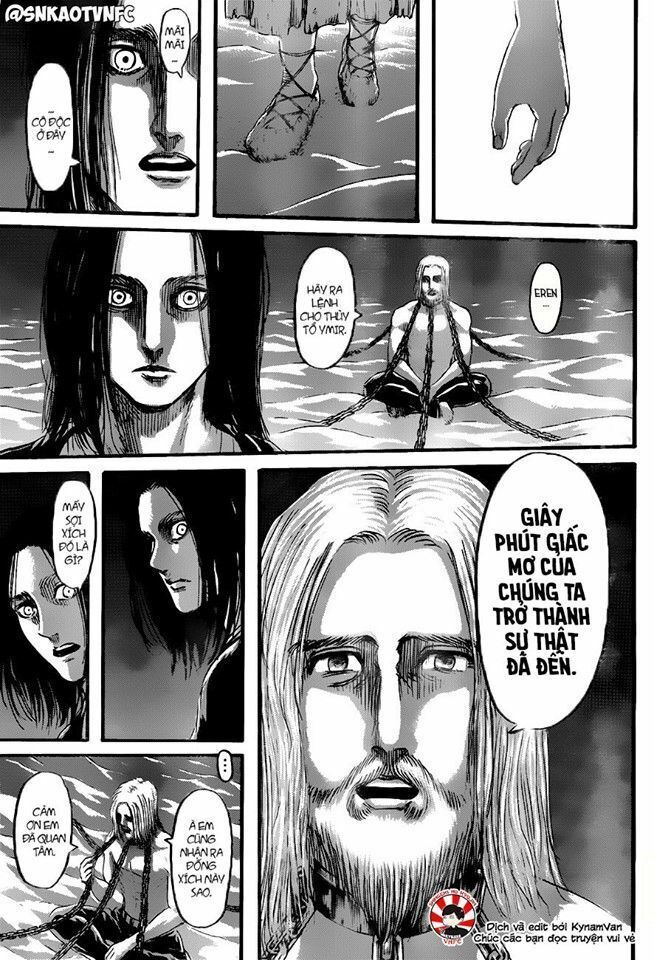 @SNKAOTVNFC
MÃI
MÃI
...
...
CÔ ĐỘC
Ở ĐÂY
...
EREN
...
HÃY RA
LỆNH
CHO THỦY
TỔ YMIR.
GIÂY
PHÚT GIẤC
MƠ CỦA
CHÚNG TA
TRỞ THÀNH
SỰ THẬT
ĐÃ ĐẾN.
MẤY
SỢI
XÍCH
ĐÓ LÀ
GÌ?
...
À EM
CŨNG
NHẬN RA
ĐỐNG
XÍCH NÀY
SAO.
CẢM
ƠN EM
ĐÃ QUAN
TÂM.
VNFC
Dịch và edit bởi KynamVan
Chúc các bạn đọc truyện vui vẻ